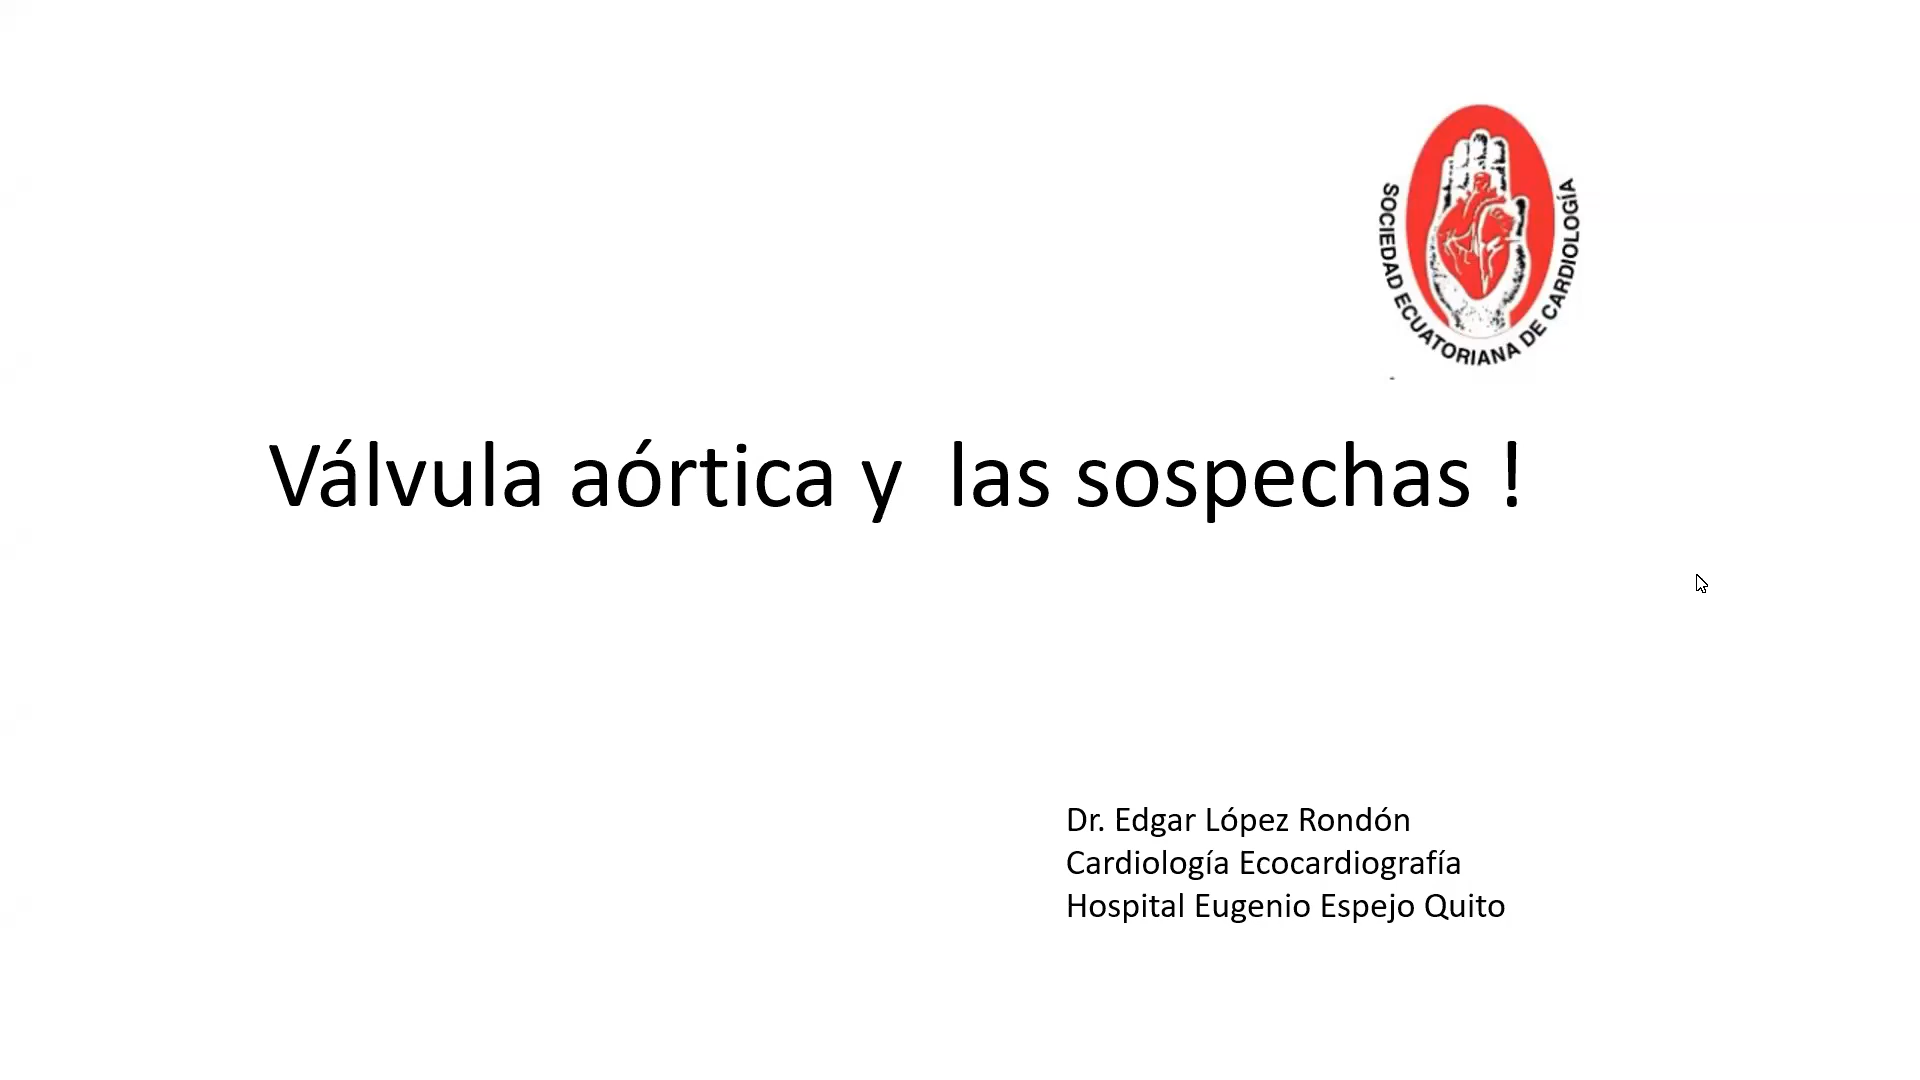 SOCIEDAD ECUATORIANA DE CARDIOLOGÍA
Válvula aórtica y  las sospechas !
Dr. Edgar López Rondón
Cardiología Ecocardiografía
Hospital Eugenio Espejo Quito